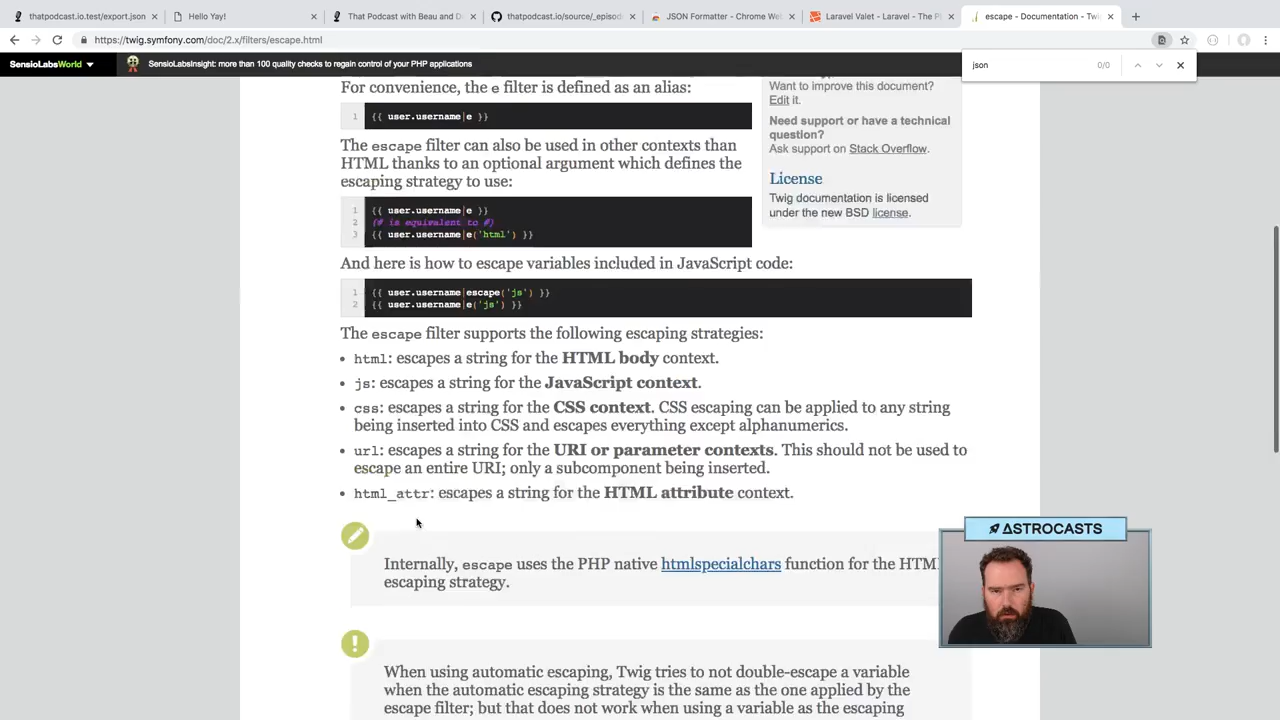 thatpodcast.io.test/export.json
Hello Yay!
That Podcast with Beau and D
thatpodcast.io/source/_episod
JSON Formatter - Chrome We
Laravel Valet - Laravel - The P
escape - Documentation - Twi
https://twig.symfony.com/doc/2.x/filters/escape.html
json
0/0
SensioLabsWorld
SensioLabsInsight: more than 100 quality checks to regain control of your PHP applications
For convenience, the e filter is defined as an alias:
1 {{ user.username|e }}
The escape filter can also be used in other contexts than
HTML thanks to an optional argument which defines the
escaping strategy to use:
1 {{ user.username|e }}
2 {# is equivalent to #}
3 {{ user.username|e('html') }}
Want to improve this document?
Edit it.
Need support or have a technical
question?
Ask support on Stack Overflow.
License
Twig documentation is licensed
under the new BSD license.
And here is how to escape variables included in JavaScript code:
1 {{ user.username|escape('js') }}
2 {{ user.username|e('js') }}
The escape filter supports the following escaping strategies:
• html: escapes a string for the HTML body context.
• js: escapes a string for the JavaScript context.
• css: escapes a string for the CSS context. CSS escaping can be applied to any string
being inserted into CSS and escapes everything except alphanumerics.
• url: escapes a string for the URI or parameter contexts. This should not be used to
escape an entire URI; only a subcomponent being inserted.
• html_attr: escapes a string for the HTML attribute context.
Internally, escape uses the PHP native htmlspecialchars function for the HTM
escaping strategy.
ASTROCASTS
When using automatic escaping, Twig tries to not double-escape a variable
when the automatic escaping strategy is the same as the one applied by the
escape filter; but that does not work when using a variable as the escaping